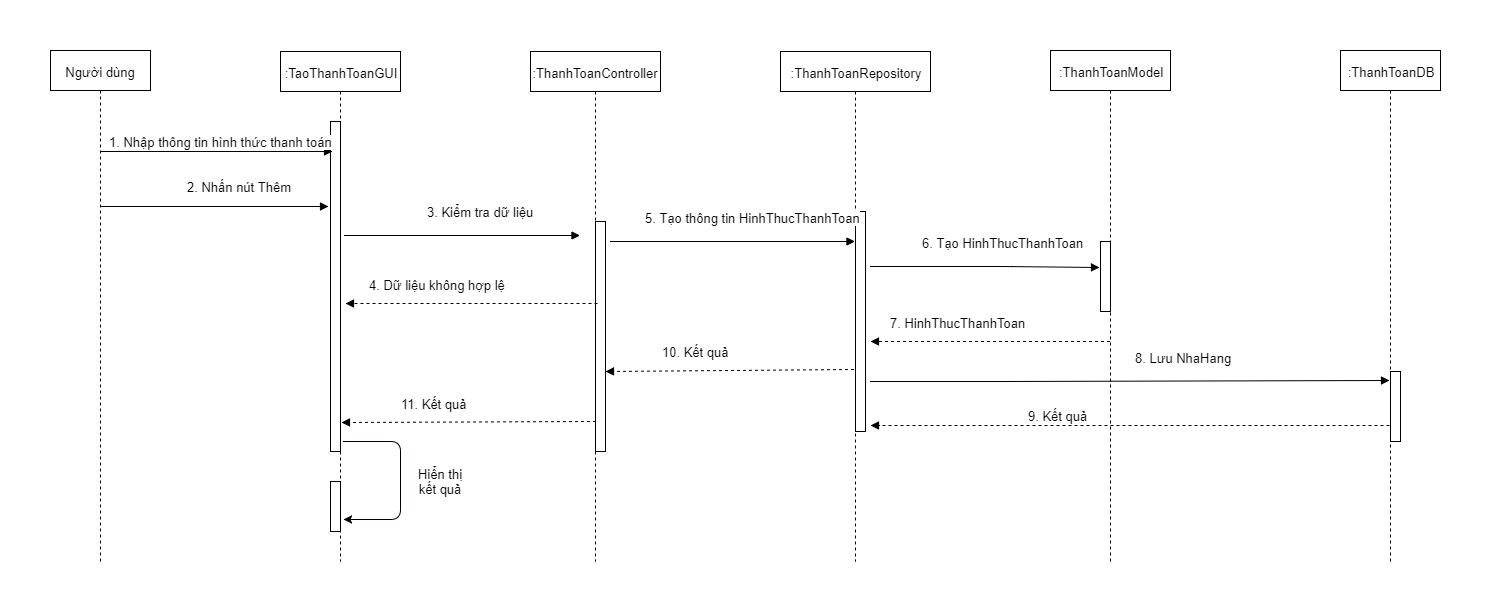 Người dùng
:TaoThanhToanGUI
:ThanhToanController
:ThanhToanRepository
:ThanhToanModel
:ThanhToanDB
1. Nhập thông tin hình thức thanh toán
2. Nhấn nút Thêm
3. Kiểm tra dữ liệu
5. Tạo thông tin HinhThucThanhToan
6. Tạo HinhThucThanhToan
4. Dữ liệu không hợp lệ
7. HinhThucThanhToan
10. Kết quả
8. Lưu NhaHang
11. Kết quả
9. Kết quả
Hiển thị
kết quả